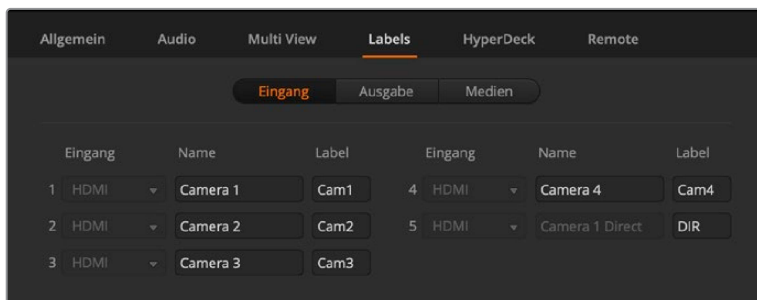 Allgemein Audio Multi View Labels HyperDeck Remote
Eingang Ausgabe Medien
Eingang Name Label Eingang Name Label
1 HDMI Camera 1 Cam1 4 HDMI Camera 4 Cam4
2 HDMI Camera 2 Cam2 5 HDMI Camera 1 Direct DIR
3 HDMI Camera 3 Cam3